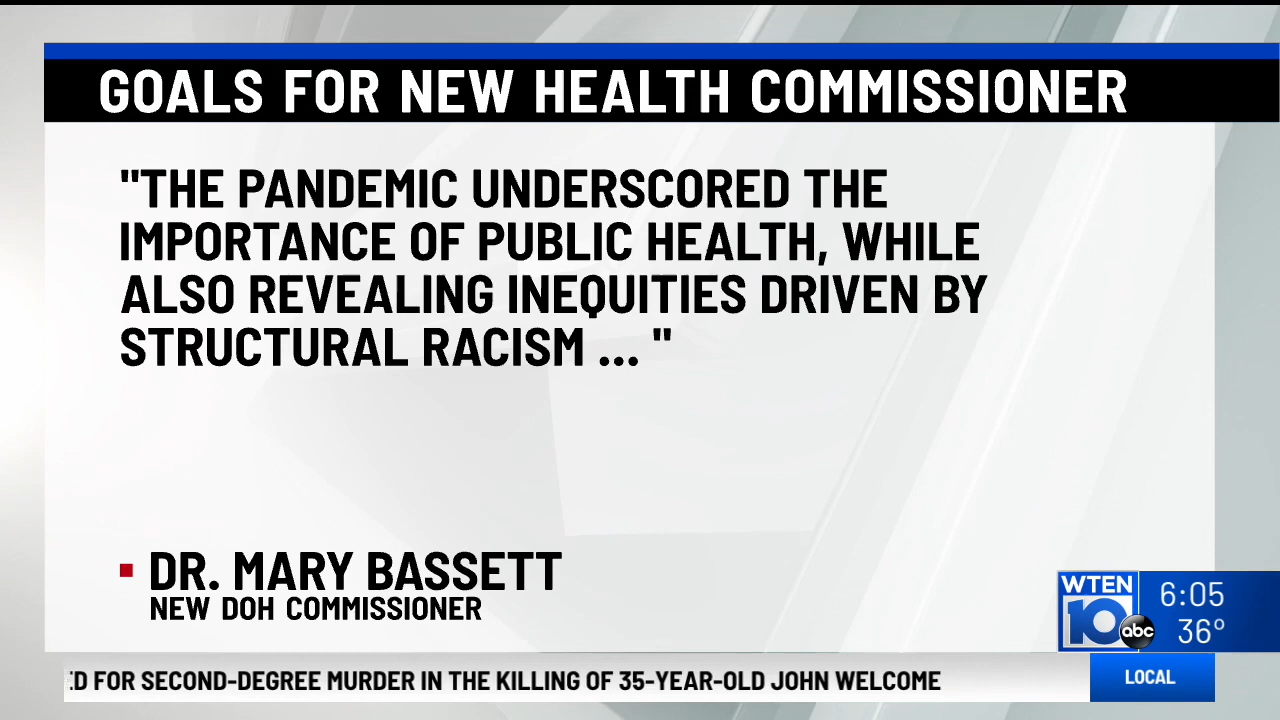 GOALS FOR NEW HEALTH COMMISSIONER
"THE PANDEMIC UNDERSCORED THE
IMPORTANCE OF PUBLIC HEALTH, WHILE
ALSO REVEALING INEQUITIES DRIVEN BY
STRUCTURAL RACISM ... "
DR. MARY BASSETT
NEW DOH COMMISSIONER
WTEN
10
abc
6:05
36°
FOR SECOND-DEGREE MURDER IN THE KILLING OF 35-YEAR-OLD JOHN WELCOME
LOCAL